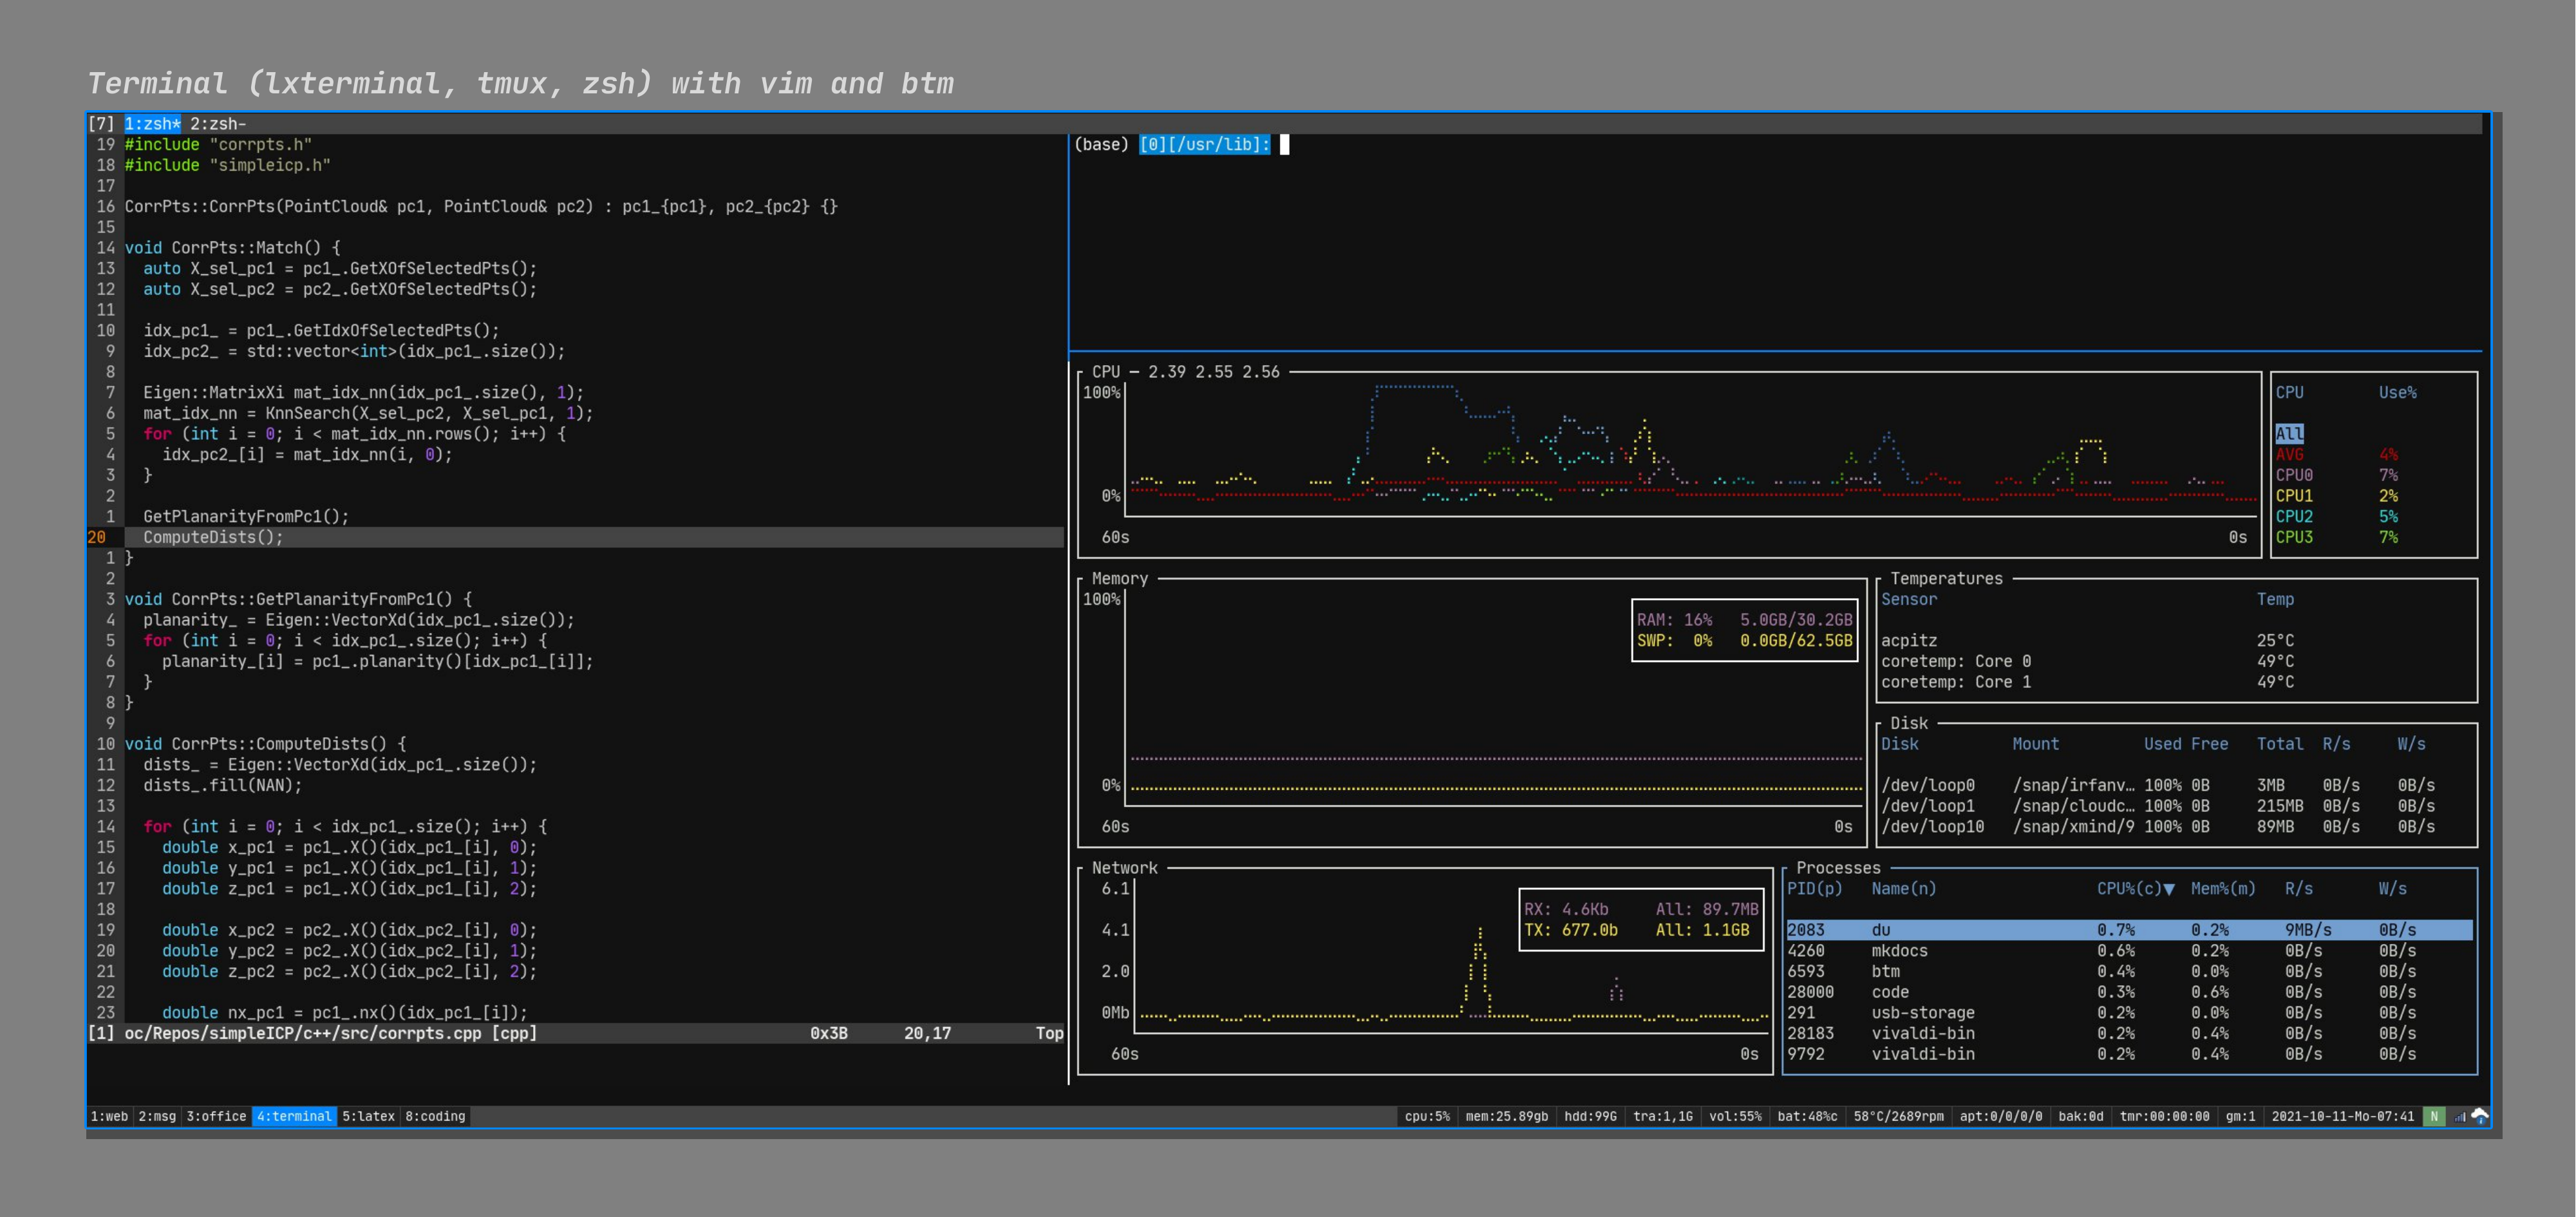 Terminal (lxterminal, tmux, zsh) with vim and btm
[7] 1:zsh* 2:zsh-
19 #include "corrpts.h"
18 #include "simpleicp.h"
17
16 CorrPts::CorrPts(PointCloud& pc1, PointCloud& pc2) : pc1_{pc1}, pc2_{pc2} {}
15
14 void CorrPts::Match() {
13   auto X_sel_pc1 = pc1_.GetXOfSelectedPts();
12   auto X_sel_pc2 = pc2_.GetXOfSelectedPts();
11
10   idx_pc1_ = pc1_.GetIdxOfSelectedPts();
9   idx_pc2_ = std::vector<int>(idx_pc1_.size());
8
7   Eigen::MatrixXi mat_idx_nn(idx_pc1_.size(), 1);
6   mat_idx_nn = KnnSearch(X_sel_pc2, X_sel_pc1, 1);
5   for (int i = 0; i < mat_idx_nn.rows(); i++) {
4     idx_pc2_[i] = mat_idx_nn(i, 0);
3   }
2
1   GetPlanarityFromPc1();
20   ComputeDists();
1 }
2
3 void CorrPts::GetPlanarityFromPc1() {
4   planarity_ = Eigen::VectorXd(idx_pc1_.size());
5   for (int i = 0; i < idx_pc1_.size(); i++) {
6     planarity_[i] = pc1_.planarity()[idx_pc1_[i]];
7   }
8 }
9
10 void CorrPts::ComputeDists() {
11   dists_ = Eigen::VectorXd(idx_pc1_.size());
12   dists_.fill(NAN);
13
14   for (int i = 0; i < idx_pc1_.size(); i++) {
15     double x_pc1 = pc1_.X()(idx_pc1_[i], 0);
16     double y_pc1 = pc1_.X()(idx_pc1_[i], 1);
17     double z_pc1 = pc1_.X()(idx_pc1_[i], 2);
18
19     double x_pc2 = pc2_.X()(idx_pc2_[i], 0);
20     double y_pc2 = pc2_.X()(idx_pc2_[i], 1);
21     double z_pc2 = pc2_.X()(idx_pc2_[i], 2);
22
23     double nx_pc1 = pc1_.nx()(idx_pc1_[i]);
[1] oc/Repos/simpleICP/c++/src/corrpts.cpp [cpp] 0x3B 20,17 Top
(base) [0][/usr/lib]:
CPU — 2.39 2.55 2.56
100%
0%
60s 0s
CPU Use%
All
AVG 4%
CPU0 7%
CPU1 2%
CPU2 5%
CPU3 7%
Memory
100%
RAM: 16% 5.0GB/30.2GB
SWP: 0% 0.0GB/62.5GB
0%
60s 0s
Temperatures
Sensor Temp
acpitz 25°C
coretemp: Core 0 49°C
coretemp: Core 1 49°C
Disk
Disk Mount Used Free Total R/s W/s
/dev/loop0 /snap/irfanv… 100% 0B 3MB 0B/s 0B/s
/dev/loop1 /snap/cloudc… 100% 0B 215MB 0B/s 0B/s
/dev/loop10 /snap/xmind/9 100% 0B 89MB 0B/s 0B/s
Network
6.1
RX: 4.6Kb All: 89.7MB
4.1
TX: 677.0b All: 1.1GB
2.0
0Mb
60s 0s
Processes
PID(p) Name(n) CPU%(c)▼ Mem%(m) R/s W/s
2083 du 0.7% 0.2% 9MB/s 0B/s
4260 mkdocs 0.6% 0.2% 0B/s 0B/s
6593 btm 0.4% 0.0% 0B/s 0B/s
28000 code 0.3% 0.6% 0B/s 0B/s
291 usb-storage 0.2% 0.0% 0B/s 0B/s
28183 vivaldi-bin 0.2% 0.4% 0B/s 0B/s
9792 vivaldi-bin 0.2% 0.4% 0B/s 0B/s
1:web 2:msg 3:office 4:terminal 5:latex 8:coding cpu:5% mem:25.89gb hdd:99G tra:1,1G vol:55% bat:48%c 58°C/2689rpm apt:0/0/0/0 bak:0d tmr:00:00:00 gm:1 2021-10-11-Mo-07:41 N